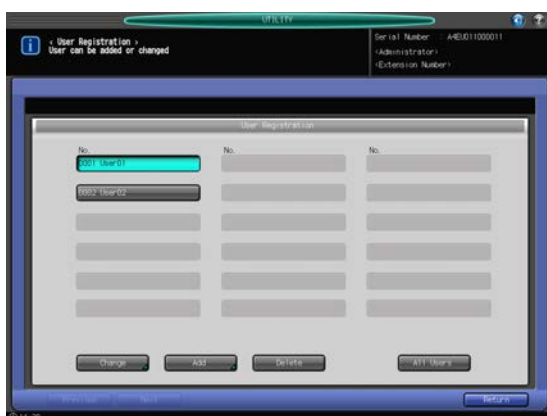 UTILITY
< User Registration >
User can be added or changed
Serial Number : A4EU011000011
<Administrator>
<Extension Number>
User Registration
No. No. No.
0001 User01
0002 User02
Change Add Delete All Users
Previous Next Return